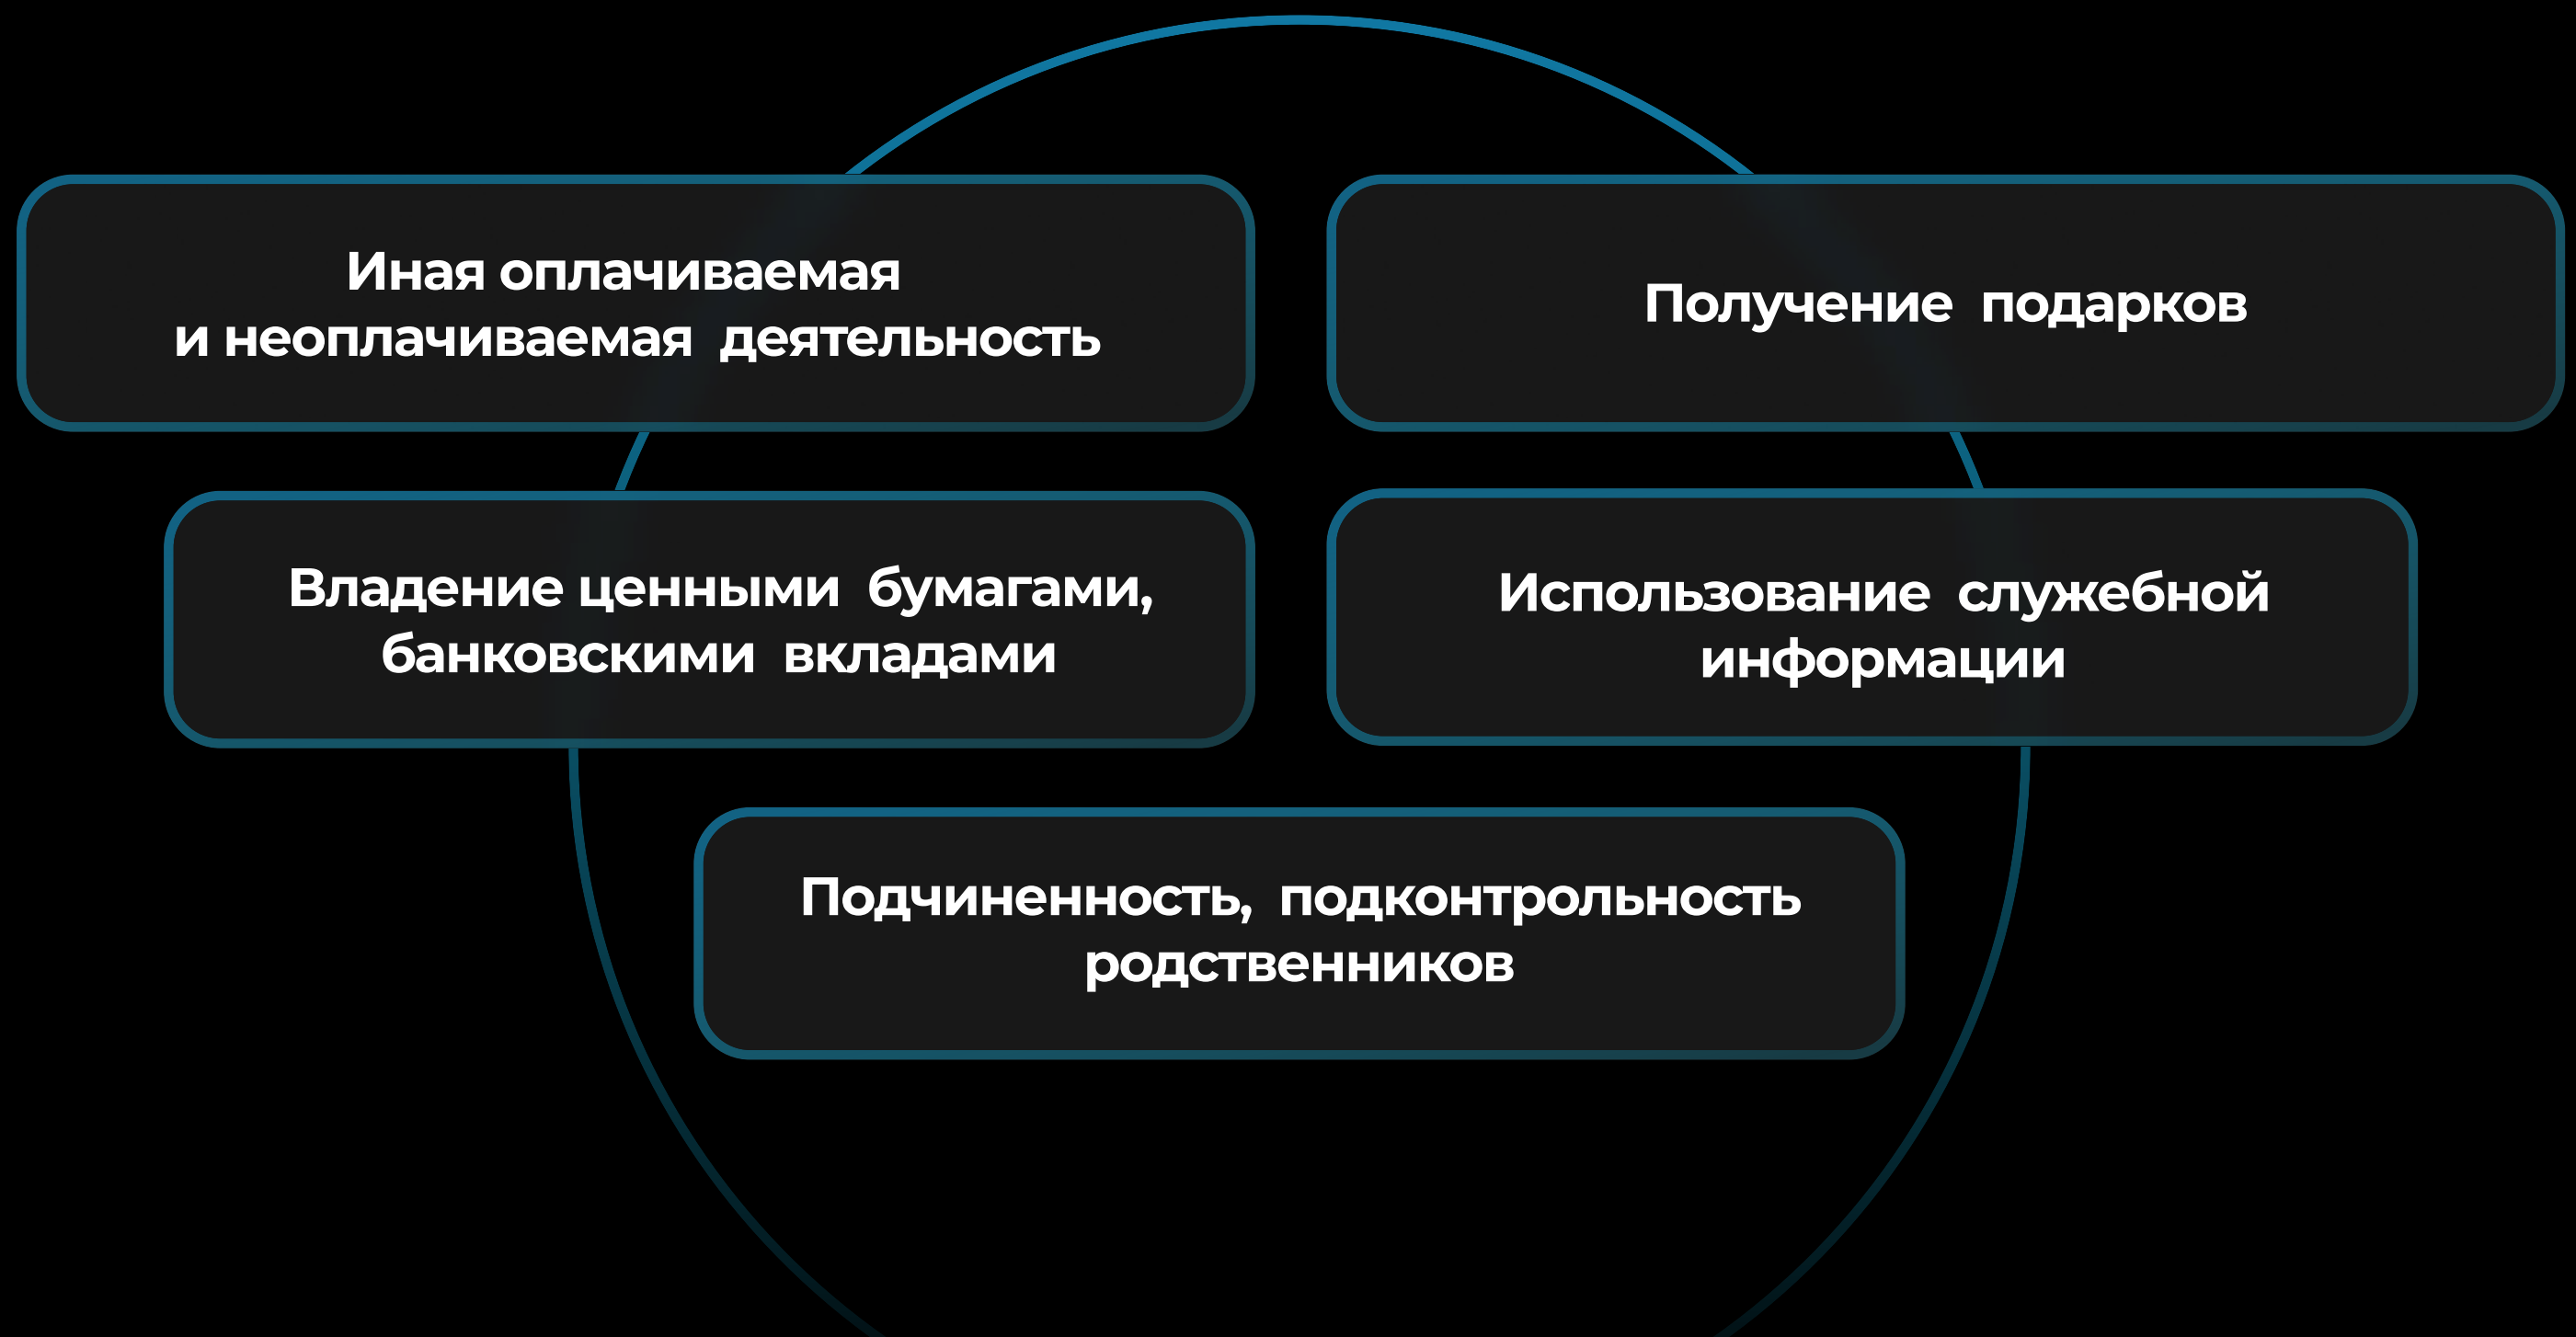 Иная оплачиваемая
и неоплачиваемая деятельность
Получение подарков
Владение ценными бумагами,
банковскими вкладами
Использование служебной
информации
Подчиненность, подконтрольность
родственников